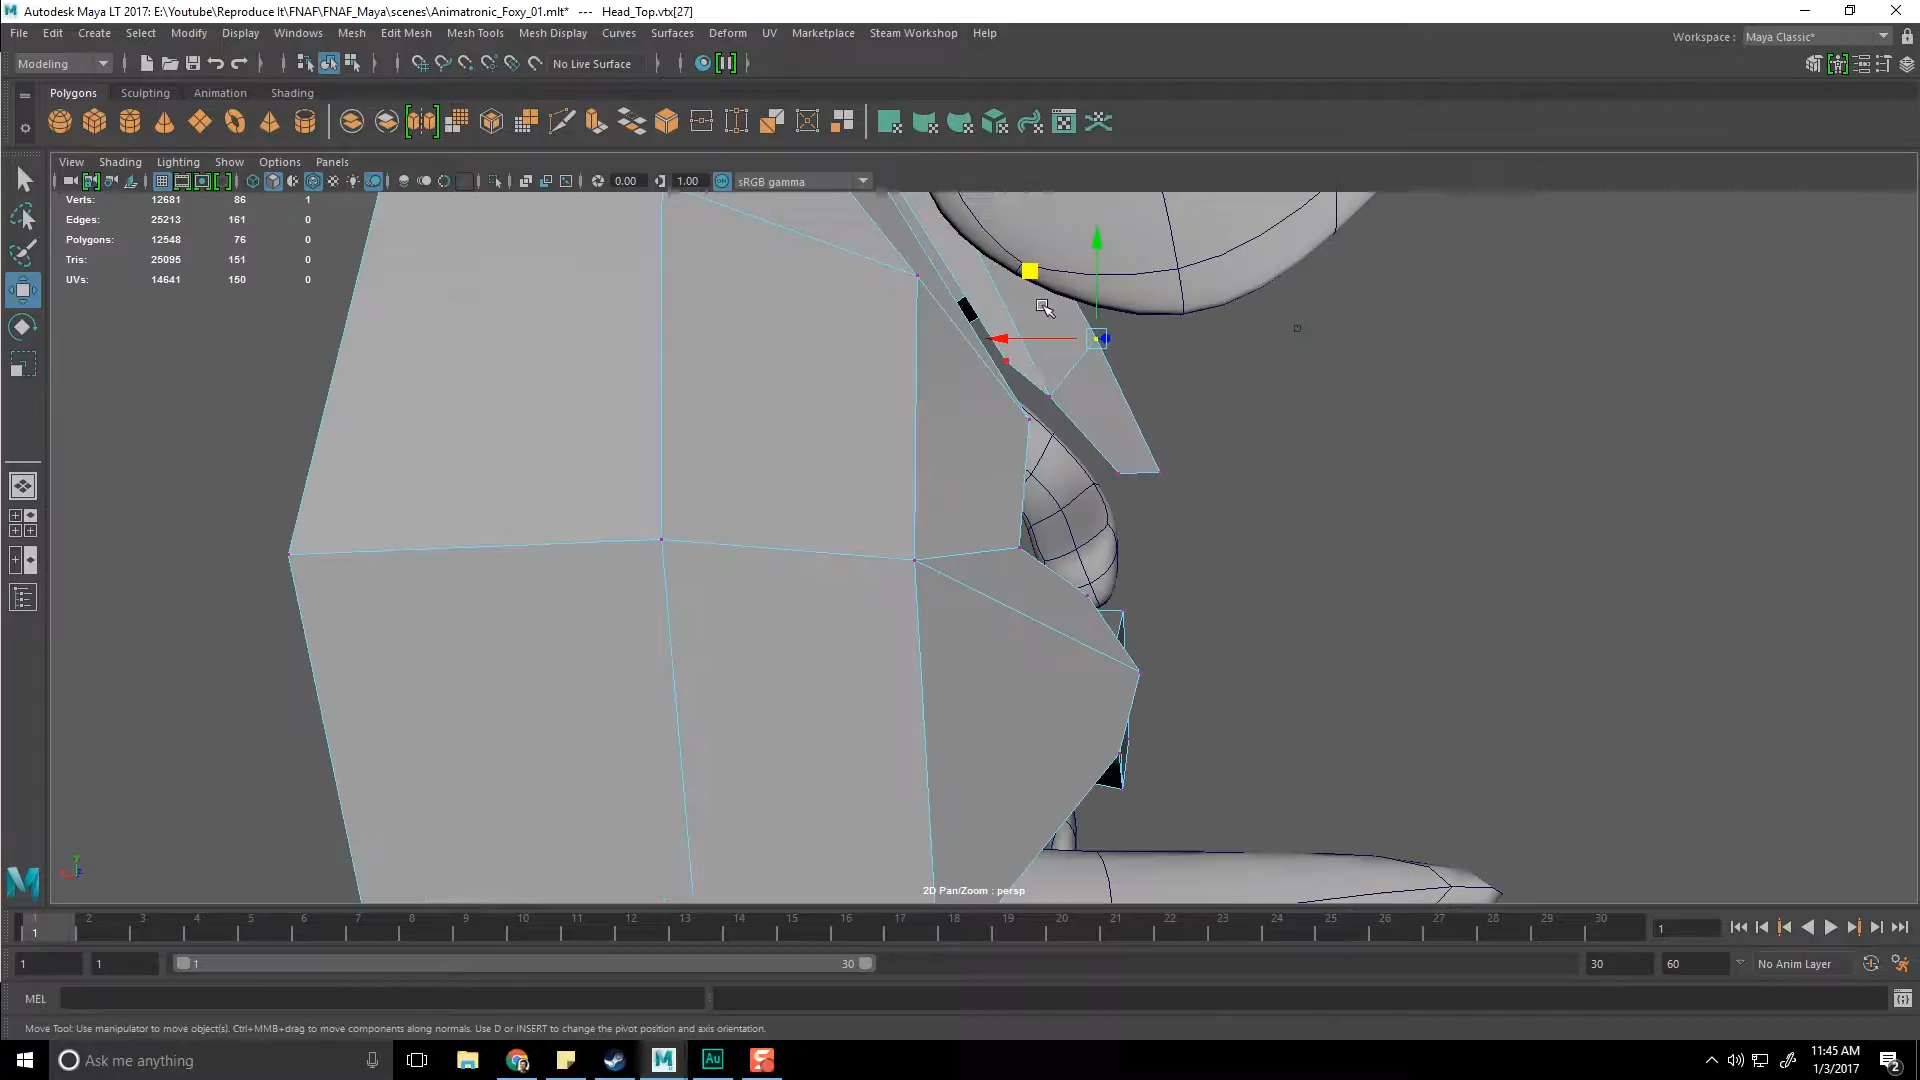 Autodesk Maya LT 2017: E:\Youtube\Reproduce It\FNAF\FNAF_Maya\scenes\Animatronic_Foxy_01.mlt* --- Head_Top.vtx[27]
File Edit Create Select Modify Display Windows Mesh Edit Mesh Mesh Tools Mesh Display Curves Surfaces Deform UV Marketplace Steam Workshop Help
Workspace : Maya Classic*
Modeling No Live Surface
Polygons Sculpting Animation Shading
View Shading Lighting Show Options Panels
0.00 1.00 ON sRGB gamma
Verts: 12681 86 1
Edges: 25213 161 0
Polygons: 12548 76 0
Tris: 25095 151 0
UVs: 14641 150 0
y
z
2D Pan/Zoom : persp
1 2 3 4 5 6 7 8 9 10 11 12 13 14 15 16 17 18 19 20 21 22 23 24 25 26 27 28 29 30
1 1
1 1 1 30 30 60 No Anim Layer
MEL
Move Tool: Use manipulator to move object(s). Ctrl+MMB+drag to move components along normals. Use D or INSERT to change the pivot position and axis orientation.
Ask me anything Au 11:45 AM
1/3/2017 2